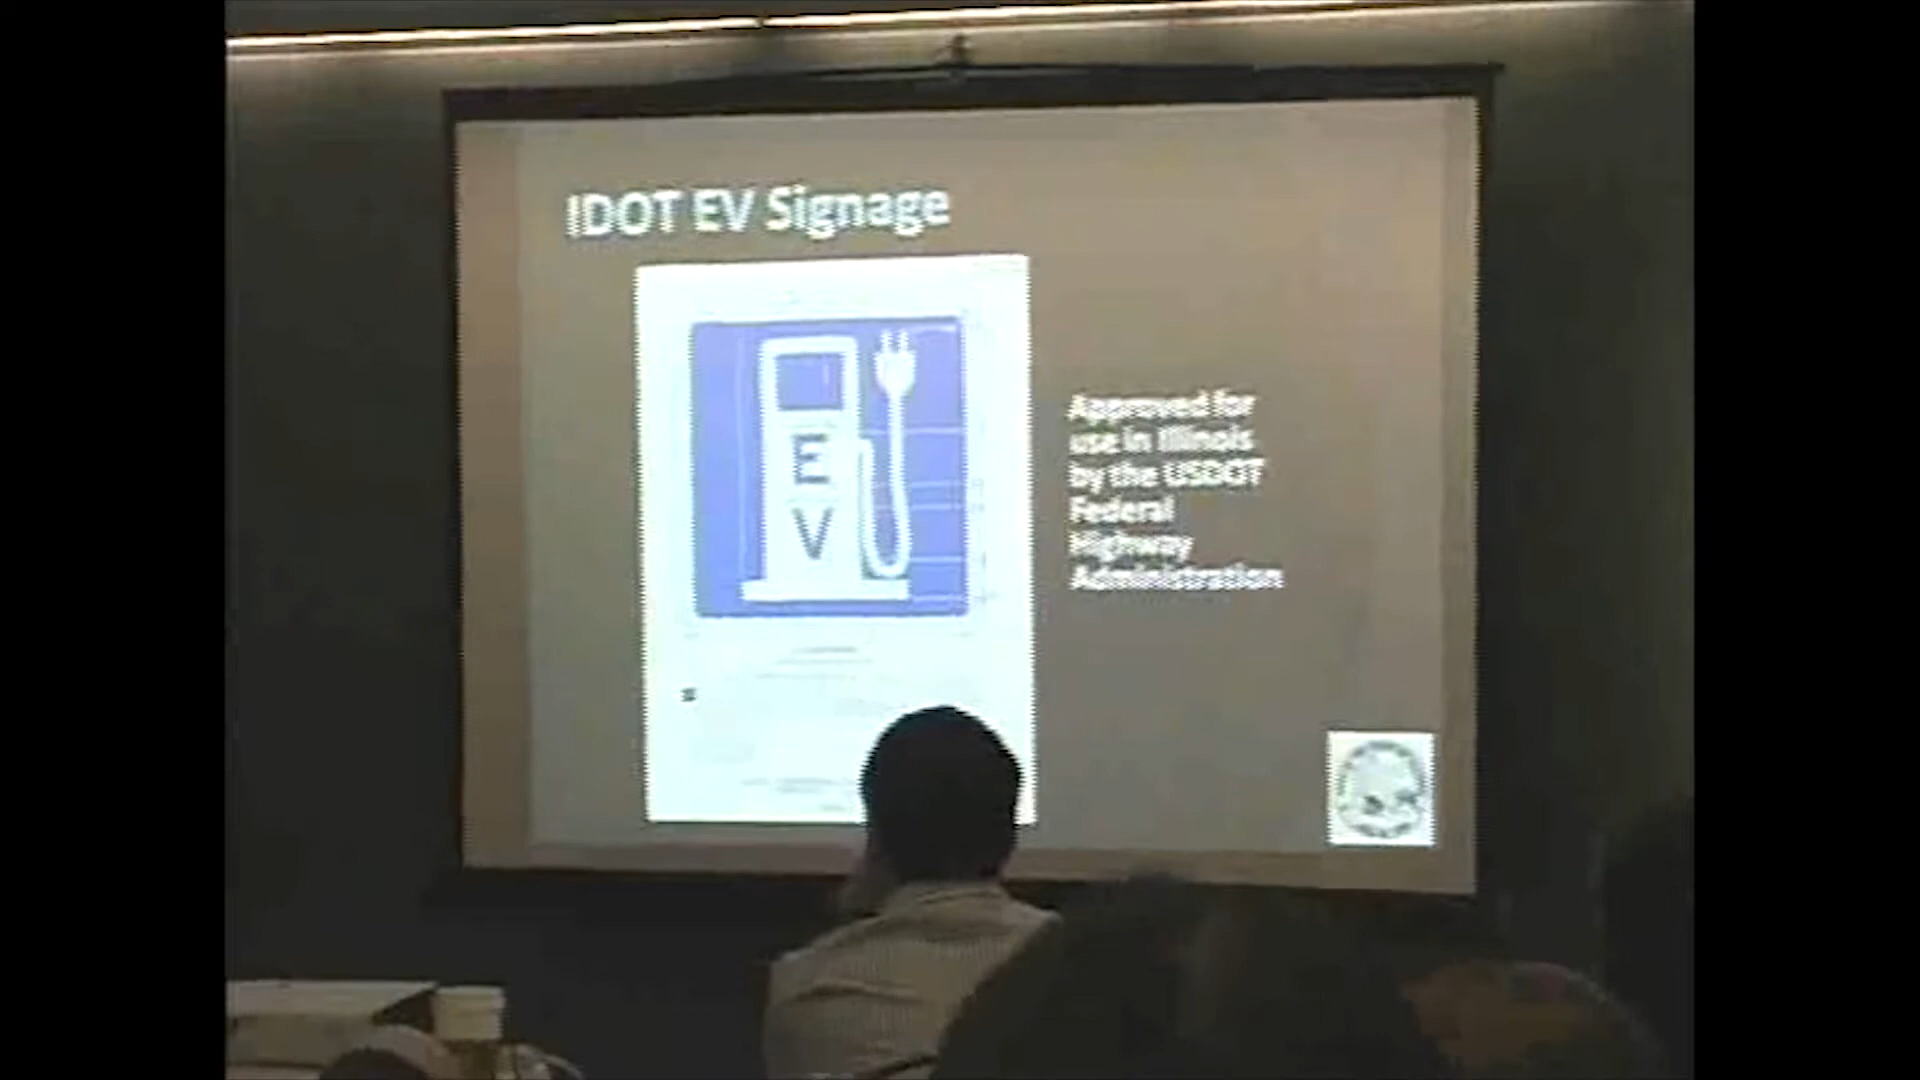 IDOT EV Signage
E
V
Approved for
use in Illinois
by the USDOT
Federal
Highway
Administration